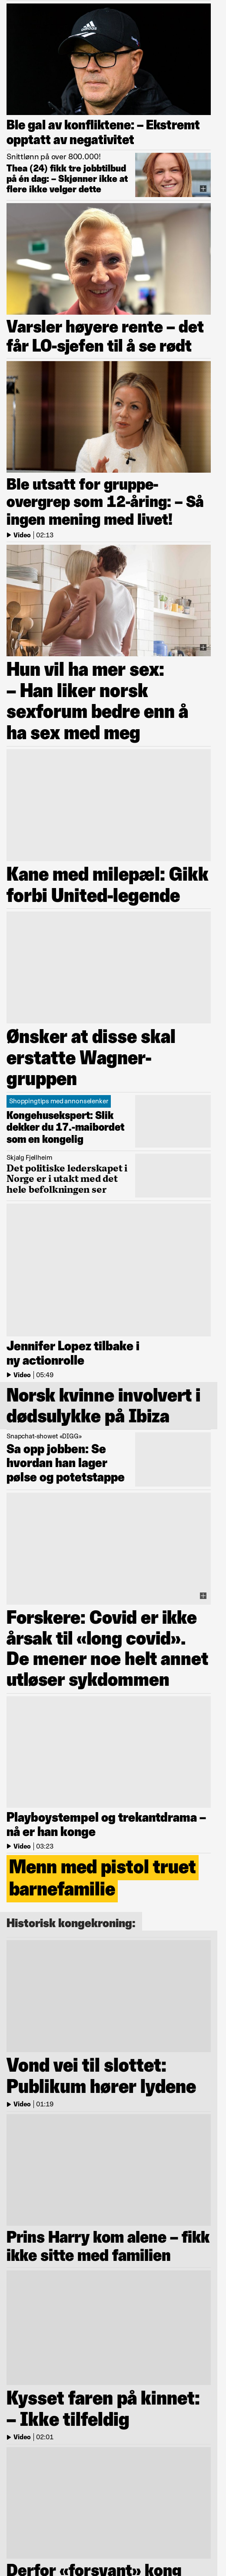 Ble gal av konfliktene: – Ekstremt
opptatt av negativitet
Snittlønn på over 800.000!
Thea (24) fikk tre jobbtilbud
på én dag: – Skjønner ikke at
flere ikke velger dette
Varsler høyere rente – det
får LO-sjefen til å se rødt
Ble utsatt for gruppe-
overgrep som 12-åring: – Så
ingen mening med livet!
Video | 02:13
Hun vil ha mer sex:
– Han liker norsk
sexforum bedre enn å
ha sex med meg
Kane med milepæl: Gikk
forbi United-legende
Ønsker at disse skal
erstatte Wagner-
gruppen
Shoppingtips med annonselenker
Kongehusekspert: Slik
dekker du 17.-maibordet
som en kongelig
Skjalg Fjellheim
Det politiske lederskapet i
Norge er i utakt med det
hele befolkningen ser
Jennifer Lopez tilbake i
ny actionrolle
Video | 05:49
Norsk kvinne involvert i
dødsulykke på Ibiza
Snapchat-showet «DIGG»
Sa opp jobben: Se
hvordan han lager
pølse og potetstappe
Forskere: Covid er ikke
årsak til «long covid».
De mener noe helt annet
utløser sykdommen
Playboystempel og trekantdrama –
nå er han konge
Video | 03:23
Menn med pistol truet
barnefamilie
Historisk kongekroning:
Vond vei til slottet:
Publikum hører lydene
Video | 01:19
Prins Harry kom alene – fikk
ikke sitte med familien
Kysset faren på kinnet:
– Ikke tilfeldig
Video | 02:01
Derfor «forsvant» kong